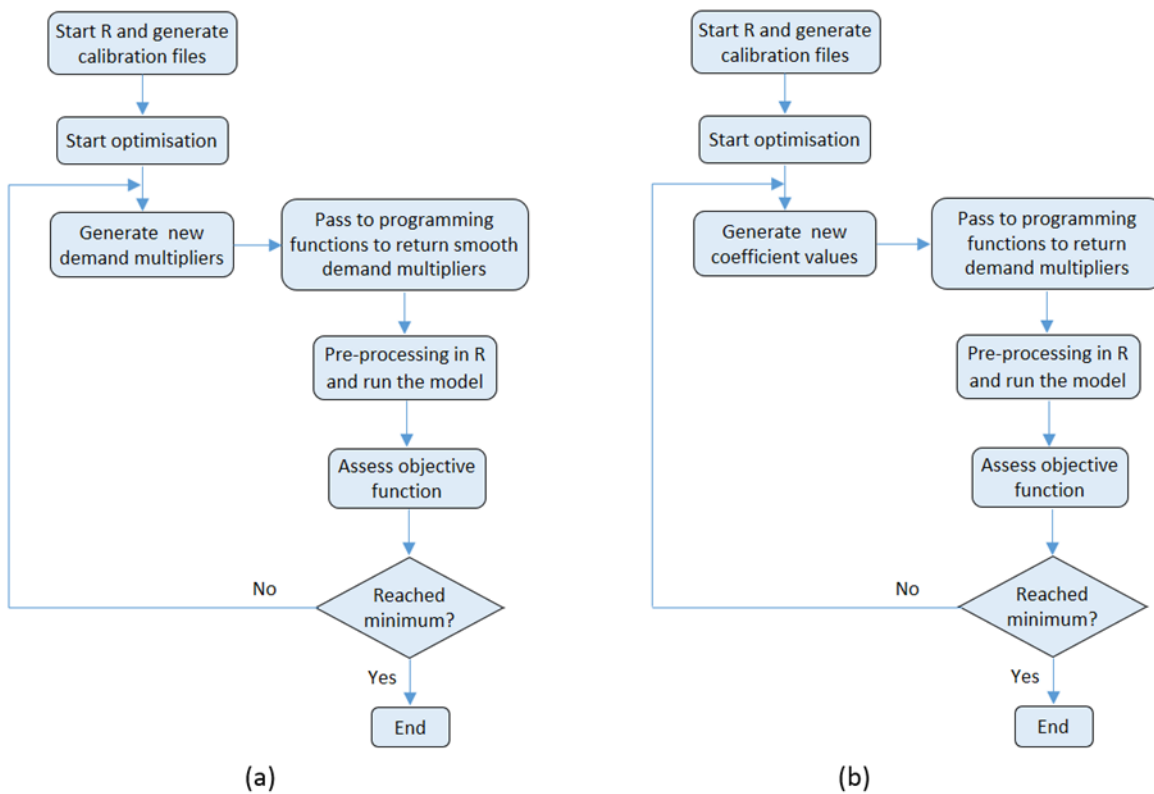 Start R and generate
calibration files
Start optimisation
Generate new
demand multipliers
Pass to programming
functions to return smooth
demand multipliers
Pre-processing in R
and run the model
Assess objective
function
Reached
minimum?
No
Yes
End
(a)
Start R and generate
calibration files
Start optimisation
Generate new
coefficient values
Pass to programming
functions to return
demand multipliers
Pre-processing in R
and run the model
Assess objective
function
Reached
minimum?
No
Yes
End
(b)